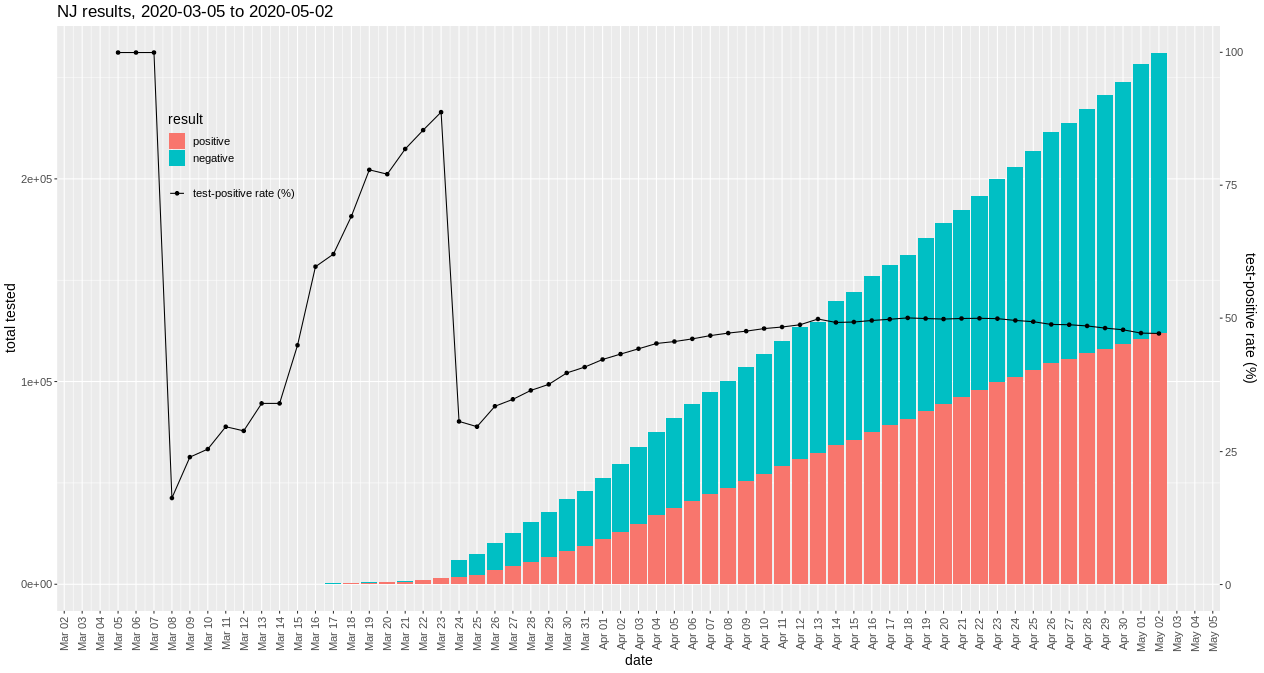 NJ results, 2020-03-05 to 2020-05-02
total tested
2e+05
1e+05
0e+00
result
positive
negative
test-positive rate (%)
100
75
50
25
0
test-positive rate (%)
Mar 02
Mar 03
Mar 04
Mar 05
Mar 06
Mar 07
Mar 08
Mar 09
Mar 10
Mar 11
Mar 12
Mar 13
Mar 14
Mar 15
Mar 16
Mar 17
Mar 18
Mar 19
Mar 20
Mar 21
Mar 22
Mar 23
Mar 24
Mar 25
Mar 26
Mar 27
Mar 28
Mar 29
Mar 30
Mar 31
Apr 01
Apr 02
Apr 03
Apr 04
Apr 05
Apr 06
Apr 07
Apr 08
Apr 09
Apr 10
Apr 11
Apr 12
Apr 13
Apr 14
Apr 15
Apr 16
Apr 17
Apr 18
Apr 19
Apr 20
Apr 21
Apr 22
Apr 23
Apr 24
Apr 25
Apr 26
Apr 27
Apr 28
Apr 29
Apr 30
May 01
May 02
May 03
May 04
May 05
date